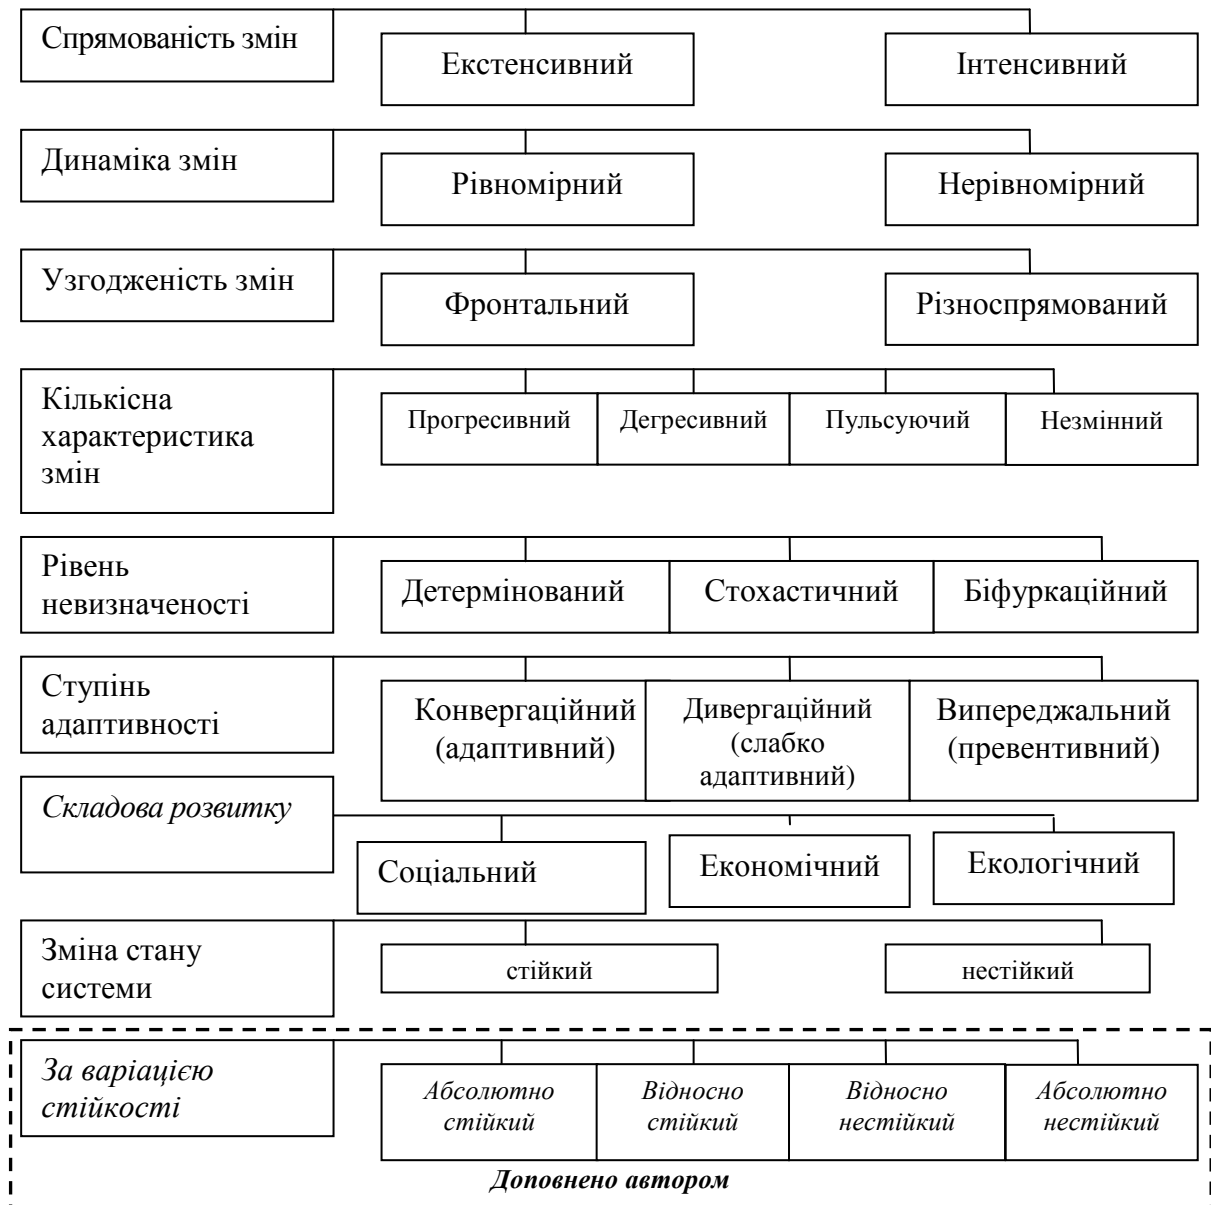 Спрямованість змін
Екстенсивний
Інтенсивний
Динаміка змін
Рівномірний
Нерівномірний
Узгодженість змін
Фронтальний
Різноспрямований
Кількісна
характеристика
змін
Прогресивний
Дегресивний
Пульсуючий
Незмінний
Рівень
невизначеності
Детермінований
Стохастичний
Біфуркаційний
Ступінь
адаптивності
Конвергаційний
(адаптивний)
Дивергаційний
(слабко
адаптивний)
Випереджальний
(превентивний)
Складова розвитку
Соціальний
Економічний
Екологічний
Зміна стану
системи
стійкий
нестійкий
За варіацією
стійкості
Абсолютно
стійкий
Відносно
стійкий
Відносно
нестійкий
Абсолютно
нестійкий
Доповнено автором